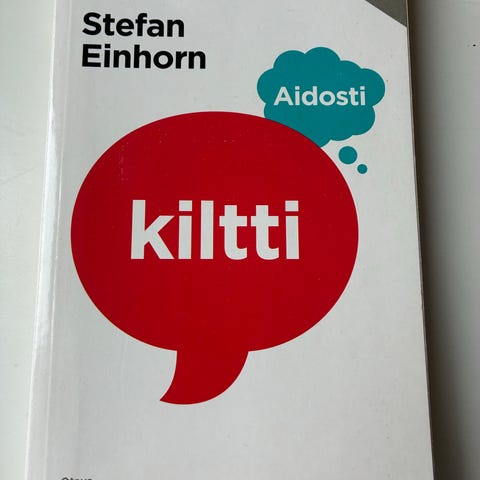 Stefan
Einhorn
Aidosti
kiltti